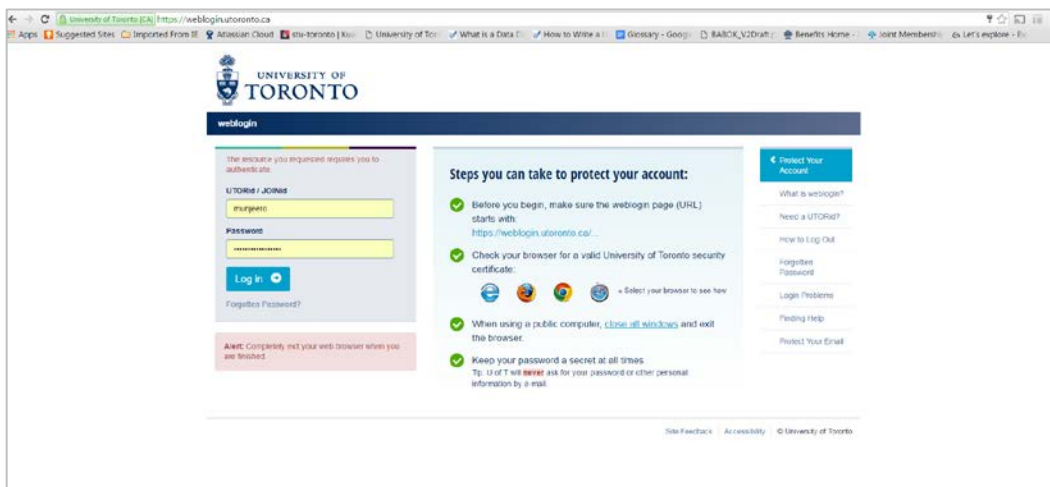 University of Toronto [CA] https://weblogin.utoronto.ca
Apps Suggested Sites Imported From IE Atlassian Cloud stu-toronto | University of Tor What is a Data How to Write a Glossary - Goog BABOK_V2Draft Benefits Home - Joint Membership Let's explore -
UNIVERSITY OF
TORONTO
weblogin
The resource you requested requires you to
authenticate.
UTORid / JOINid
munjeero
Password
Log in
Forgotten Password?
Alert: Completely exit your web browser when you
are finished.
Steps you can take to protect your account:
Before you begin, make sure the weblogin page (URL)
starts with:
https://weblogin.utoronto.ca/...
Check your browser for a valid University of Toronto security
certificate:
« Select your browser to see how
When using a public computer, close all windows and exit
the browser.
Keep your password a secret at all times.
Tip: U of T will never ask for your password or other personal
information by e-mail.
Protect Your
Account
What is weblogin?
Need a UTORid?
How to Log Out
Forgotten
Password
Login Problems
Finding Help
Protect Your Email
Site Feedback Accessibility © University of Toronto